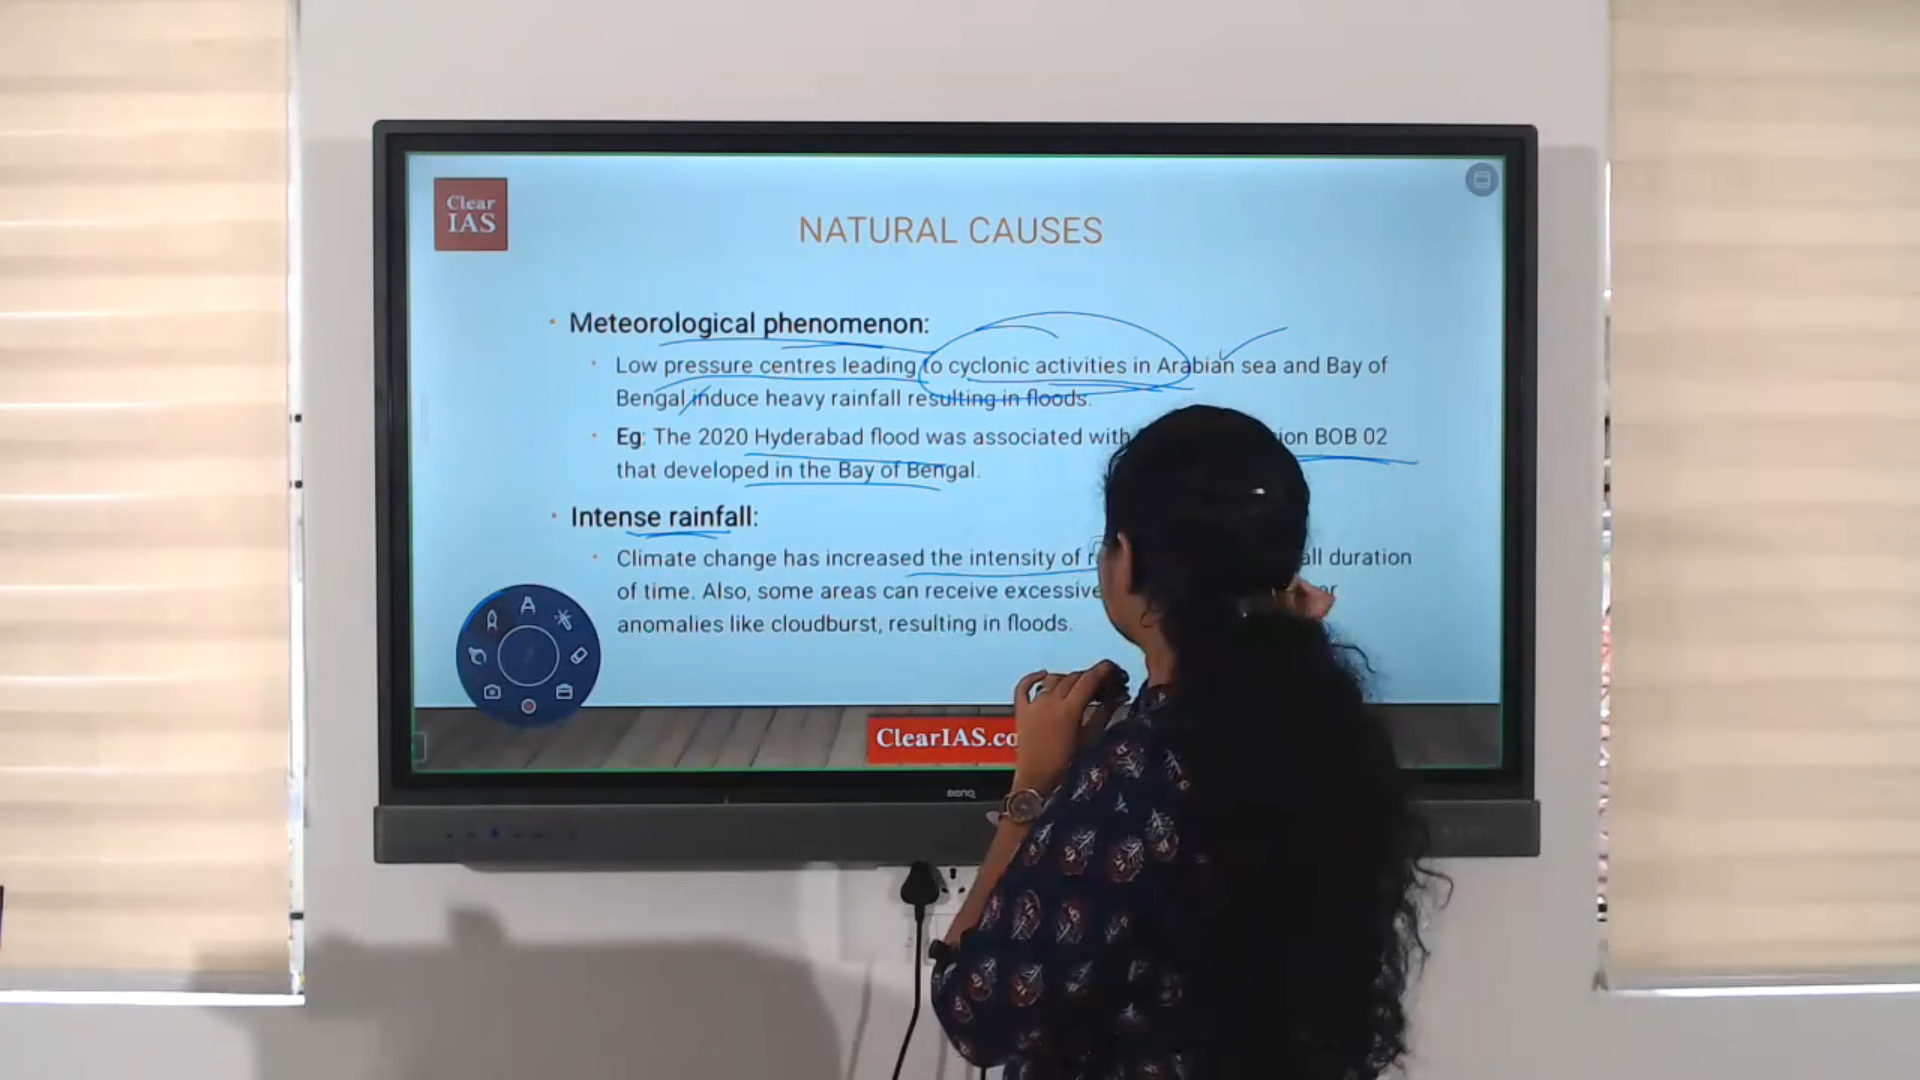 Clear
IAS
NATURAL CAUSES
Meteorological phenomenon:
Low pressure centres leading to cyclonic activities in Arabian sea and Bay of
Bengal induce heavy rainfall resulting in floods.
Eg: The 2020 Hyderabad flood was associated with BOB 02
that developed in the Bay of Bengal.
Intense rainfall:
Climate change has increased the intensity of duration
of time. Also, some areas can receive excessive
anomalies like cloudburst, resulting in floods.
ClearIAS.co
BenQ